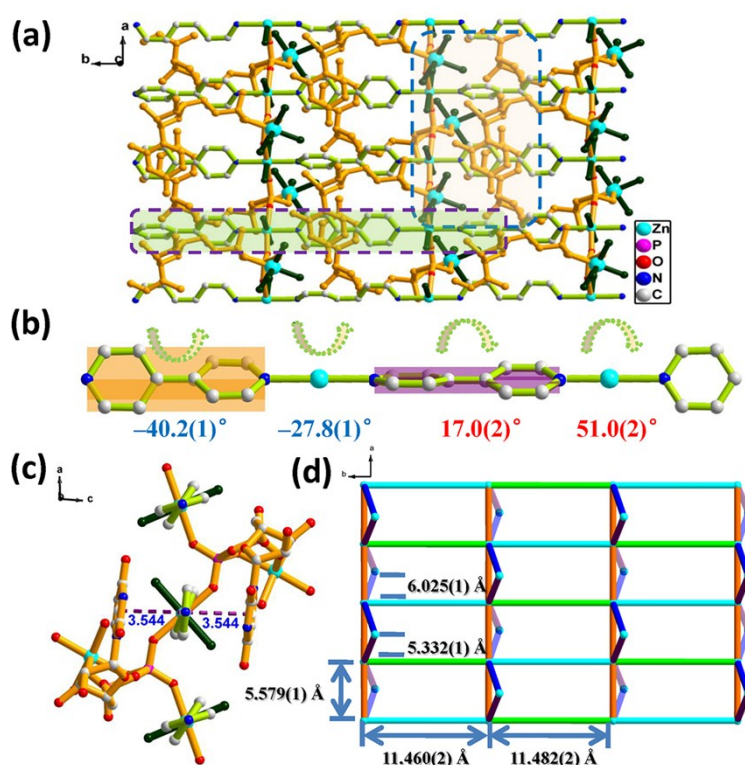 (a)
a
b
c
Zn
P
O
N
C
(b)
–40.2(1)°
–27.8(1)°
17.0(2)°
51.0(2)°
(c)
a
b
c
3.544
3.544
(d)
a
b
6.025(1) Å
5.332(1) Å
5.579(1) Å
11.460(2) Å
11.482(2) Å